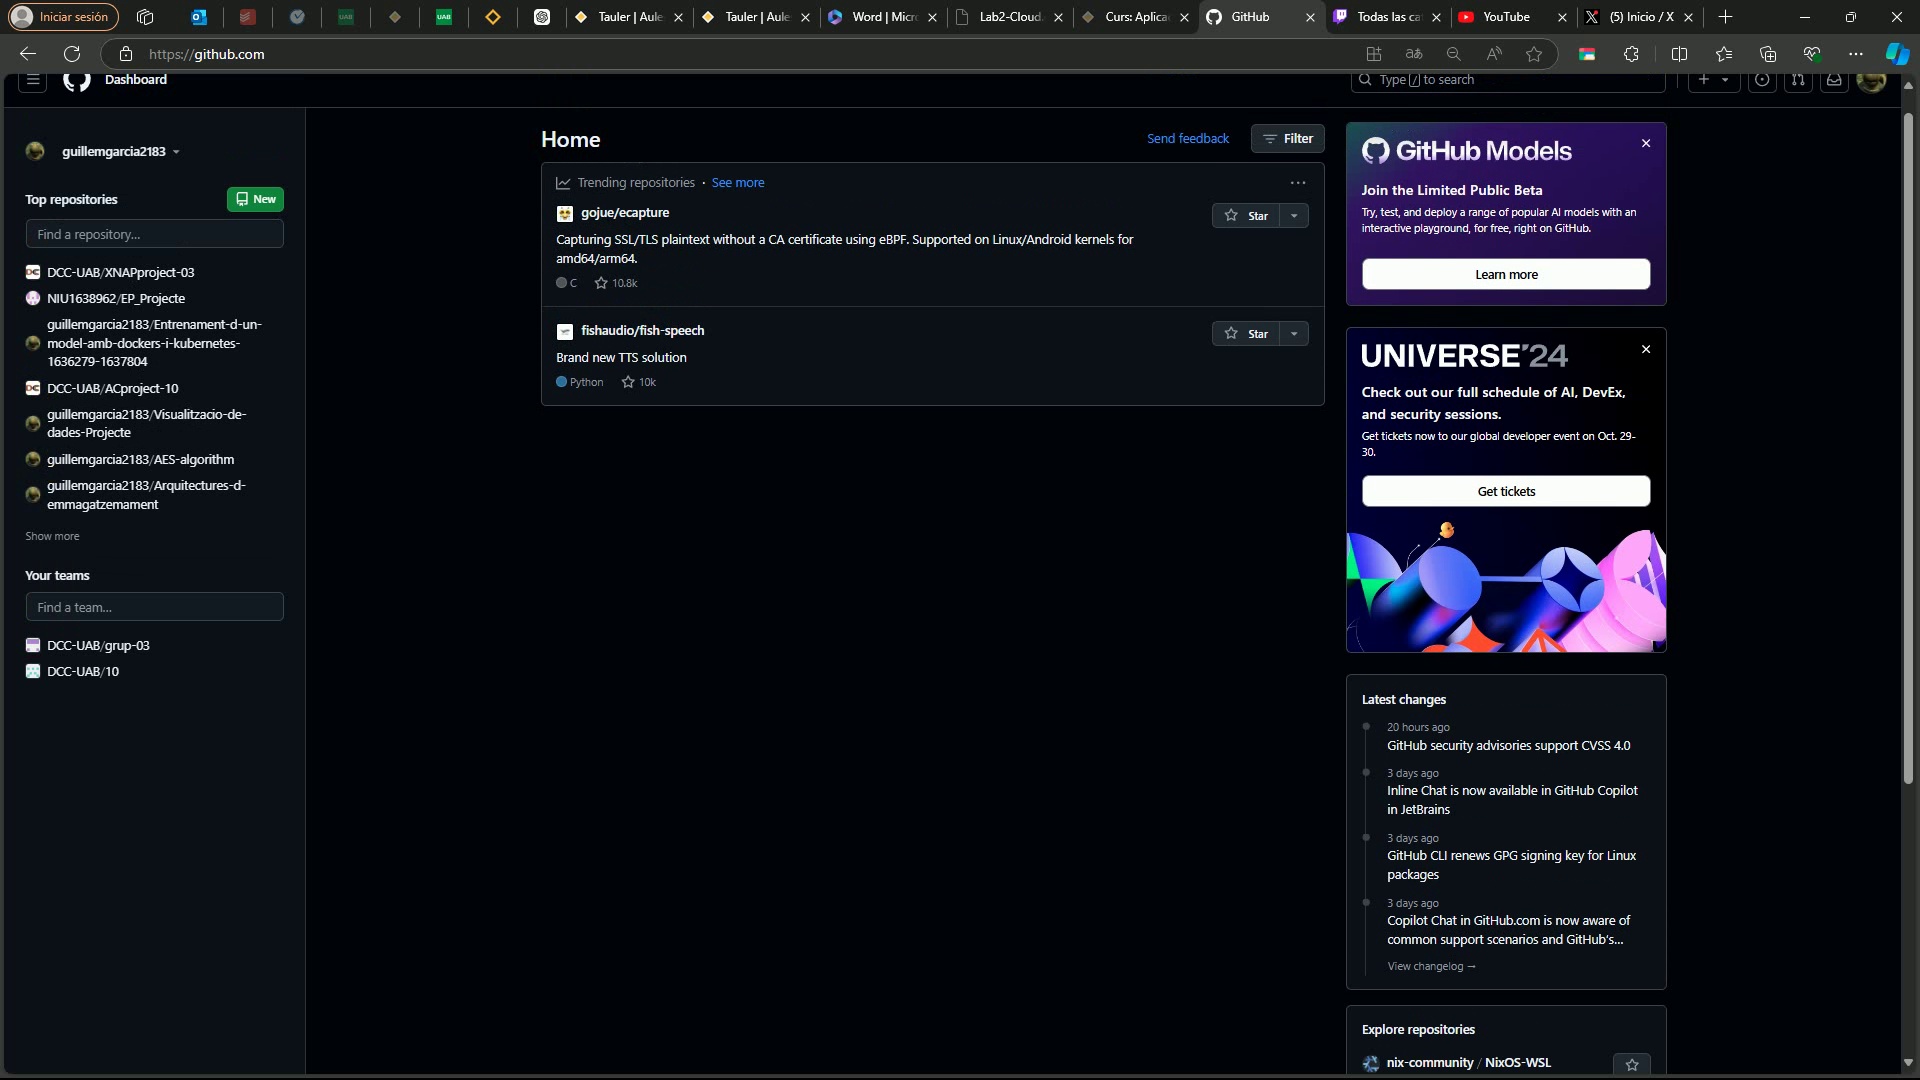 Iniciar sesión
UAB
UAB
Tauler | Aule
Tauler | Aule
Word | Micr
Lab2-Cloud.
Curs: Aplica
GitHub
Todas las ca
YouTube
(5) Inicio / X
https://github.com
Dashboard
Type / to search
guillemgarcia2183
Top repositories
New
Find a repository...
DCC-UAB/XNAPproject-03
NIU1638962/EP_Projecte
guillemgarcia2183/Entrenament-d-un-
model-amb-dockers-i-kubernetes-
1636279-1637804
DCC-UAB/ACproject-10
guillemgarcia2183/Visualitzacio-de-
dades-Projecte
guillemgarcia2183/AES-algorithm
guillemgarcia2183/Arquitectures-d-
emmagatzemament
Show more
Your teams
Find a team...
DCC-UAB/grup-03
DCC-UAB/10
Home
Send feedback
Filter
Trending repositories · See more
gojue/ecapture
Star
Capturing SSL/TLS plaintext without a CA certificate using eBPF. Supported on Linux/Android kernels for
amd64/arm64.
C 10.8k
fishaudio/fish-speech
Star
Brand new TTS solution
Python 10k
GitHub Models
Join the Limited Public Beta
Try, test, and deploy a range of popular AI models with an
interactive playground, for free, right on GitHub.
Learn more
UNIVERSE'24
Check out our full schedule of AI, DevEx,
and security sessions.
Get tickets now to our global developer event on Oct. 29-
30.
Get tickets
Latest changes
20 hours ago
GitHub security advisories support CVSS 4.0
3 days ago
Inline Chat is now available in GitHub Copilot
in JetBrains
3 days ago
GitHub CLI renews GPG signing key for Linux
packages
3 days ago
Copilot Chat in GitHub.com is now aware of
common support scenarios and GitHub's...
View changelog →
Explore repositories
nix-community / NixOS-WSL